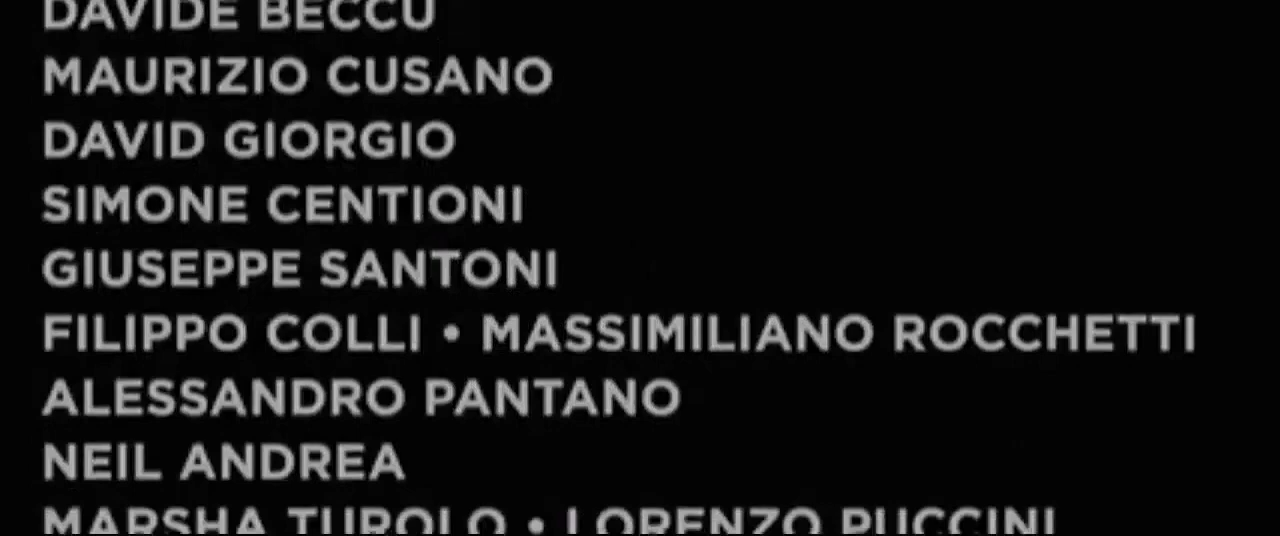 DAVIDE BECCU
MAURIZIO CUSANO
DAVID GIORGIO
SIMONE CENTIONI
GIUSEPPE SANTONI
FILIPPO COLLI • MASSIMILIANO ROCCHETTI
ALESSANDRO PANTANO
NEIL ANDREA
MARSHA TUROLO • LORENZO PUCCINI